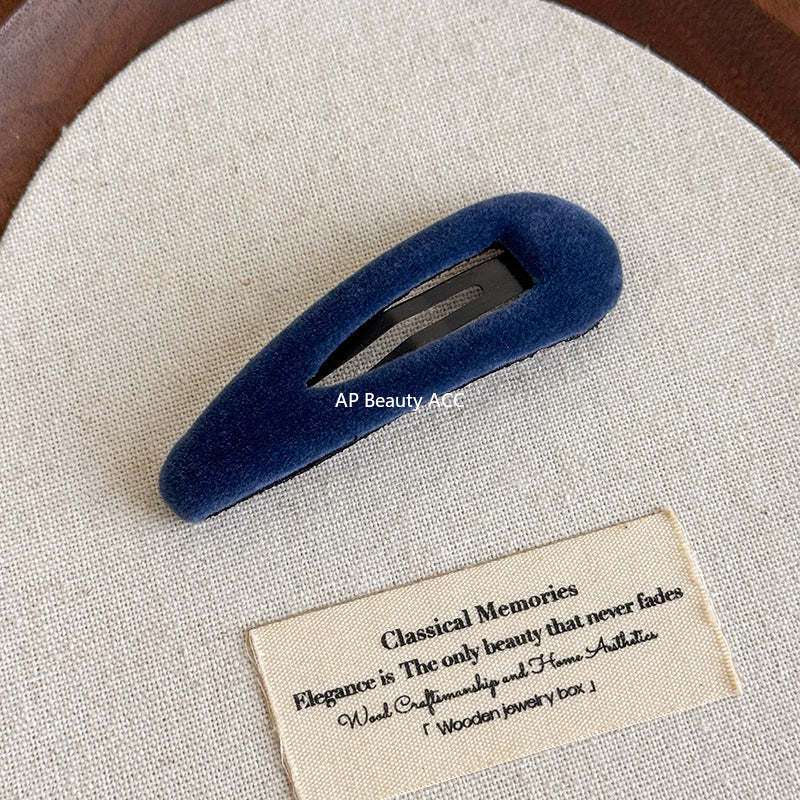 AP Beauty ACC
Classical Memories
Elegance is The only beauty that never fades
Wood Craftsmanship and Home Aesthetics
「 Wooden jewelry box 」